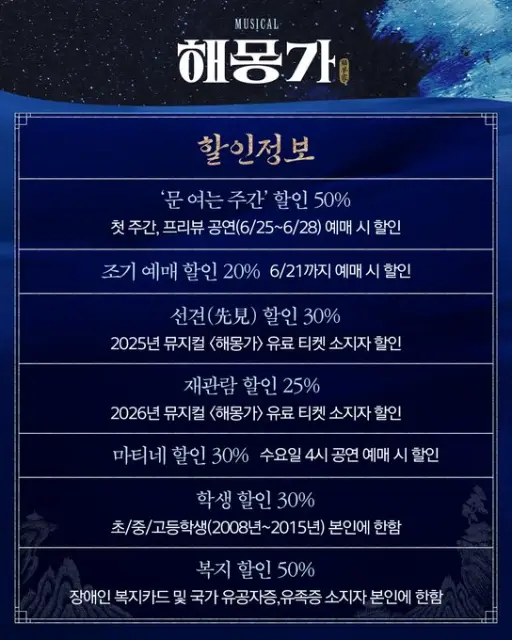 MUSICAL
해몽가
할인정보
‘문 여는 주간’ 할인 50%
첫 주간, 프리뷰 공연(6/25~6/28) 예매 시 할인
조기 예매 할인 20% 6/21까지 예매 시 할인
선견(先見) 할인 30%
2025년 뮤지컬 <해몽가> 유료 티켓 소지자 할인
재관람 할인 25%
2026년 뮤지컬 <해몽가> 유료 티켓 소지자 할인
마티네 할인 30% 수요일 4시 공연 예매 시 할인
학생 할인 30%
초/중/고등학생(2008년~2015년) 본인에 한함
복지 할인 50%
장애인 복지카드 및 국가 유공자증,유족증 소지자 본인에 한함